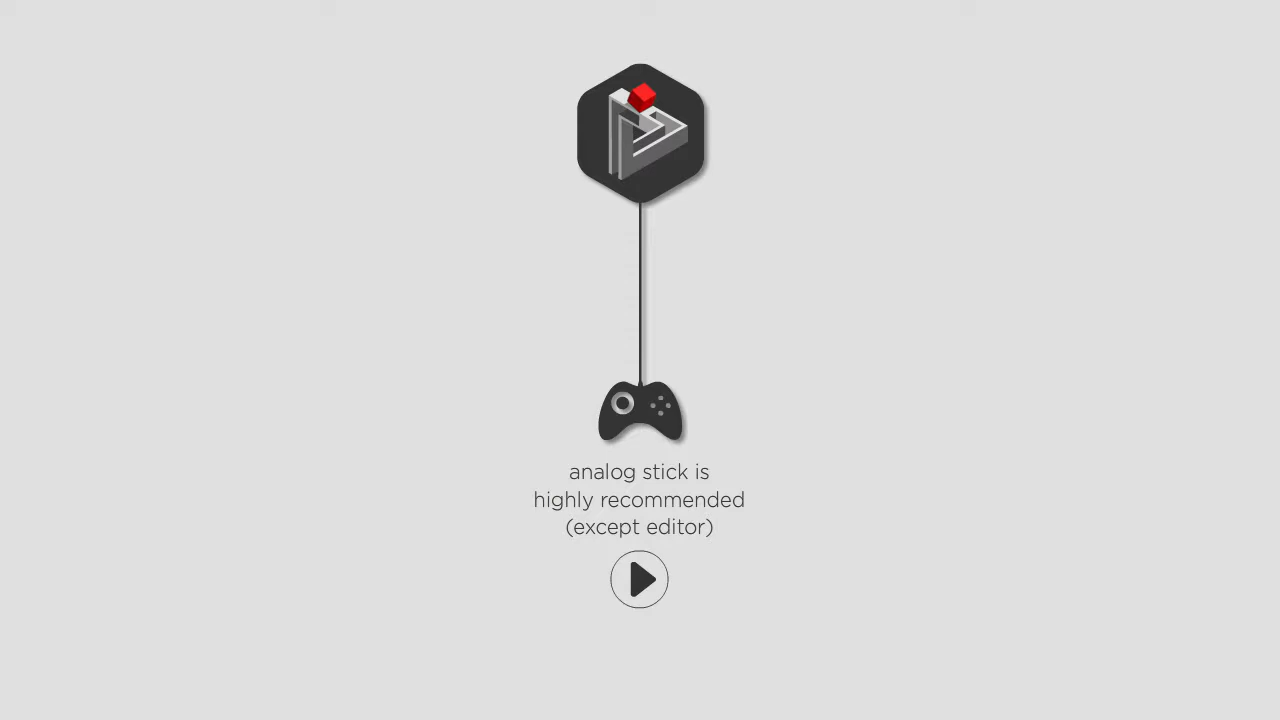 analog stick is
highly recommended
(except editor)